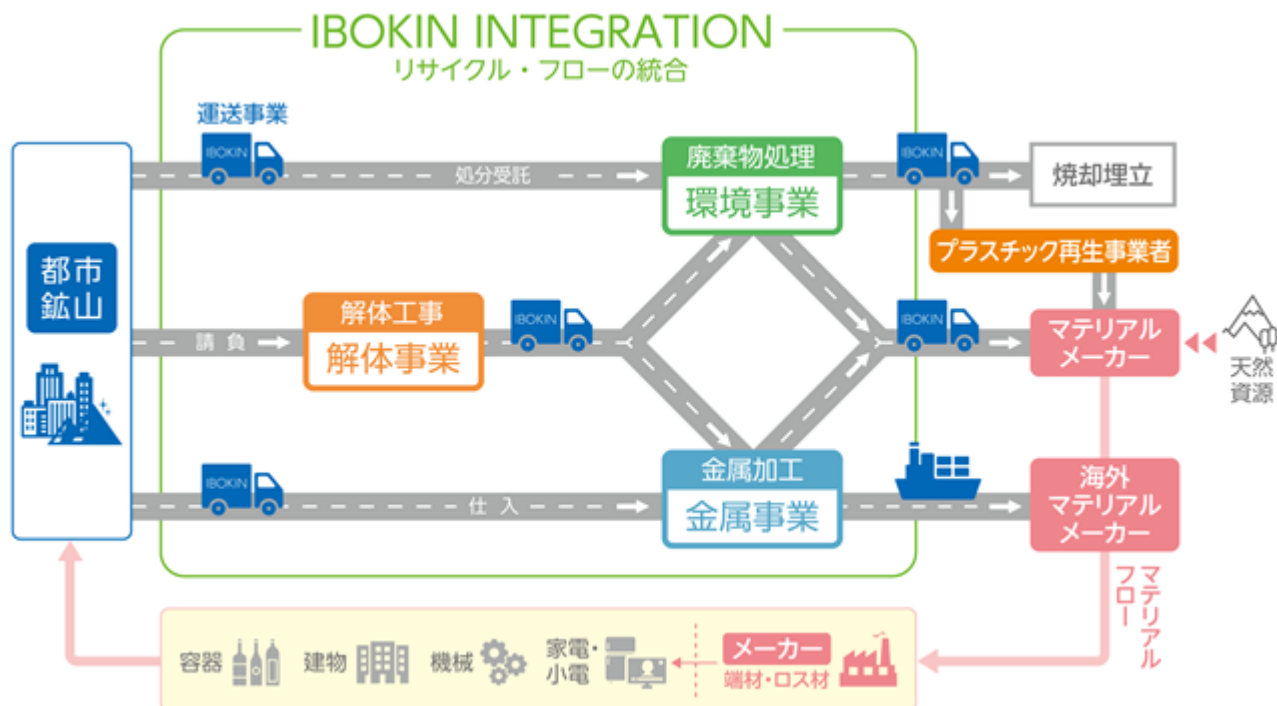 IBOKIN INTEGRATION
リサイクル・フローの統合
運送事業
IBOKIN
処分受託
廃棄物処理
環境事業
IBOKIN
焼却埋立
プラスチック再生事業者
都市
鉱山
請負
解体工事
解体事業
IBOKIN
IBOKIN
マテリアル
メーカー
天然
資源
IBOKIN
仕入
金属加工
金属事業
海外
マテリアル
メーカー
マテリアル
フロー
容器
建物
機械
家電・
小電
メーカー
端材・ロス材